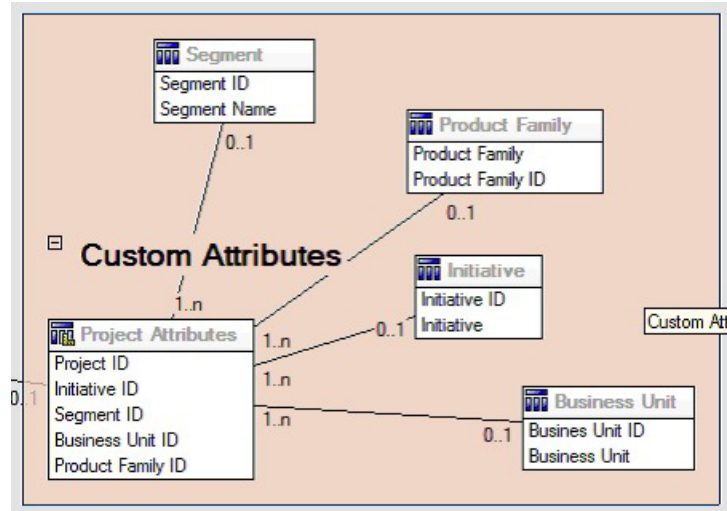 Segment
Segment ID
Segment Name
0..1
Product Family
Product Family
Product Family ID
0..1
Custom Attributes
Initiative
Initiative ID
Initiative
0..1
Custom Att
1..n
Project Attributes
Project ID
Initiative ID
Segment ID
Business Unit ID
Product Family ID
1..n
1..n
1..n
0..1
Business Unit
Busines Unit ID
Business Unit
0..1